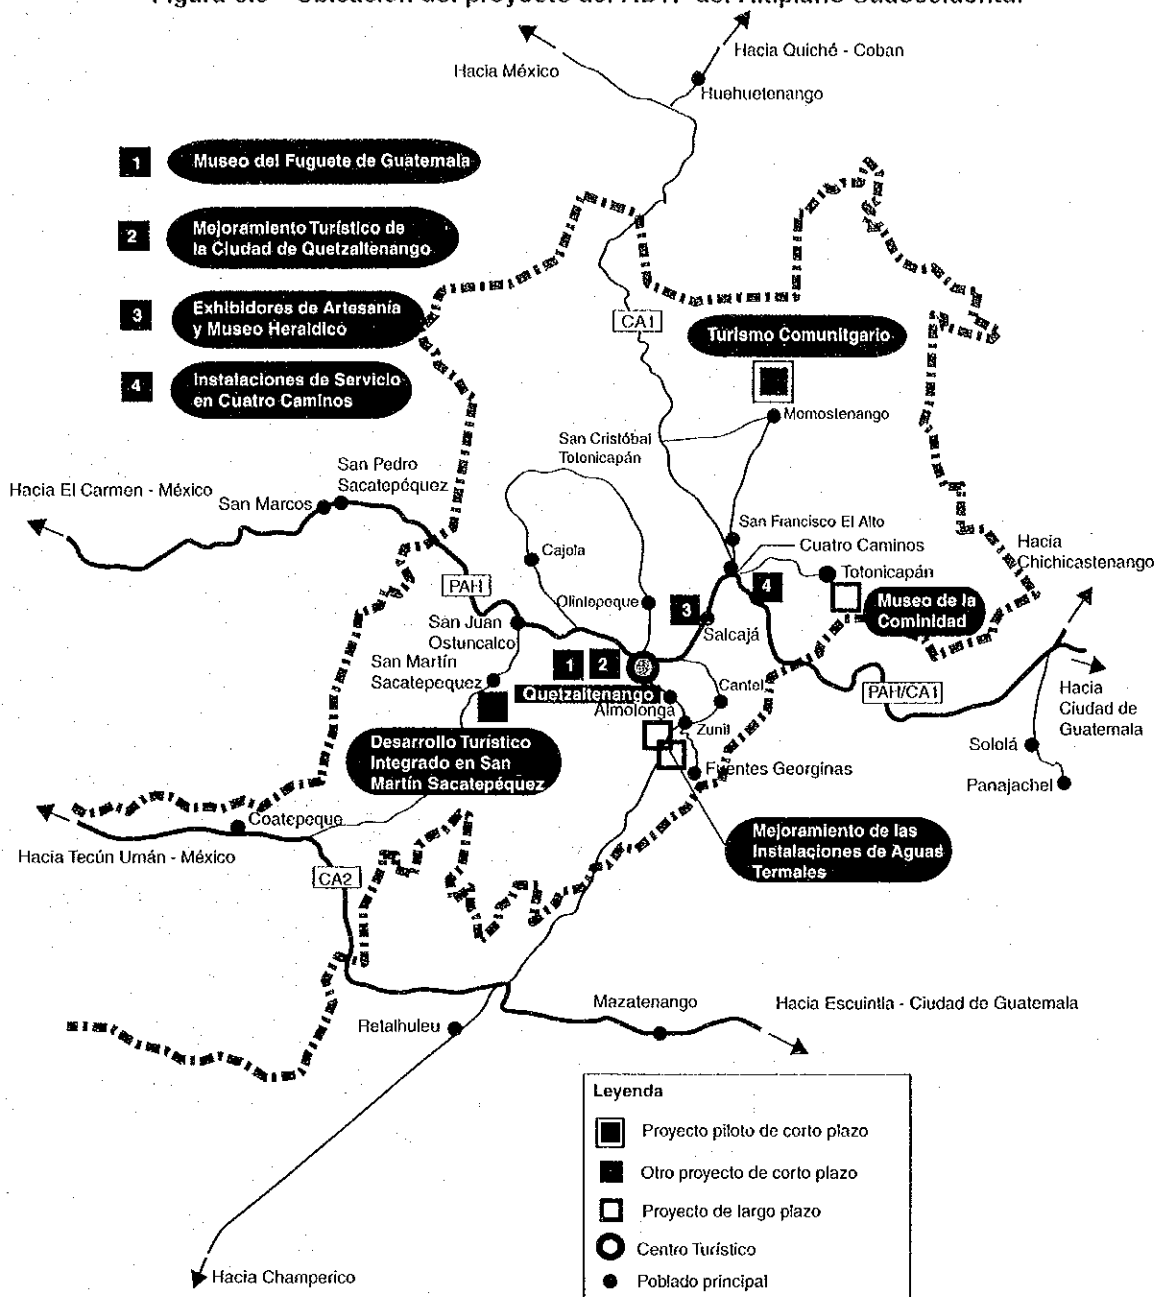 Hacia México
Hacia Quiché - Coban
Huehuetenango
1
Museo del Fuguete de Guatemala
2
Mejoramiento Turístico de
la Ciudad de Quetzaltenango
3
Exhibidores de Artesanía
y Museo Heraldico
4
Instalaciones de Servicio
en Cuatro Caminos
CA1
Turismo Comunitgario
Momostenango
San Cristóbal
Totonicapán
San Pedro
Sacatepéquez
Hacia El Carmen - México
San Marcos
San Francisco El Alto
Cuatro Caminos
Hacia
Chichicastenango
Cajola
Totonicapán
PAH
Olintepeque
3
4
Museo de la
Cominidad
San Juan
Ostuncalco
Salcajá
San Martín
Sacatepequez
1
2
Quetzaltenango
Cantel
PAH/CA1
Almolonga
Zunil
Hacia
Ciudad de
Guatemala
Desarrollo Turístico
Integrado en San
Martín Sacatepéquez
Fuentes Georginas
Sololá
Panajachel
Coatepeque
Hacia Tecún Umán - México
Mejoramiento de las
Instalaciones de Aguas
Termales
CA2
Mazatenango
Hacia Escuintla - Ciudad de Guatemala
Retalhuleu
Hacia Champerico
Leyenda
Proyecto piloto de corto plazo
Otro proyecto de corto plazo
Proyecto de largo plazo
Centro Turístico
Poblado principal